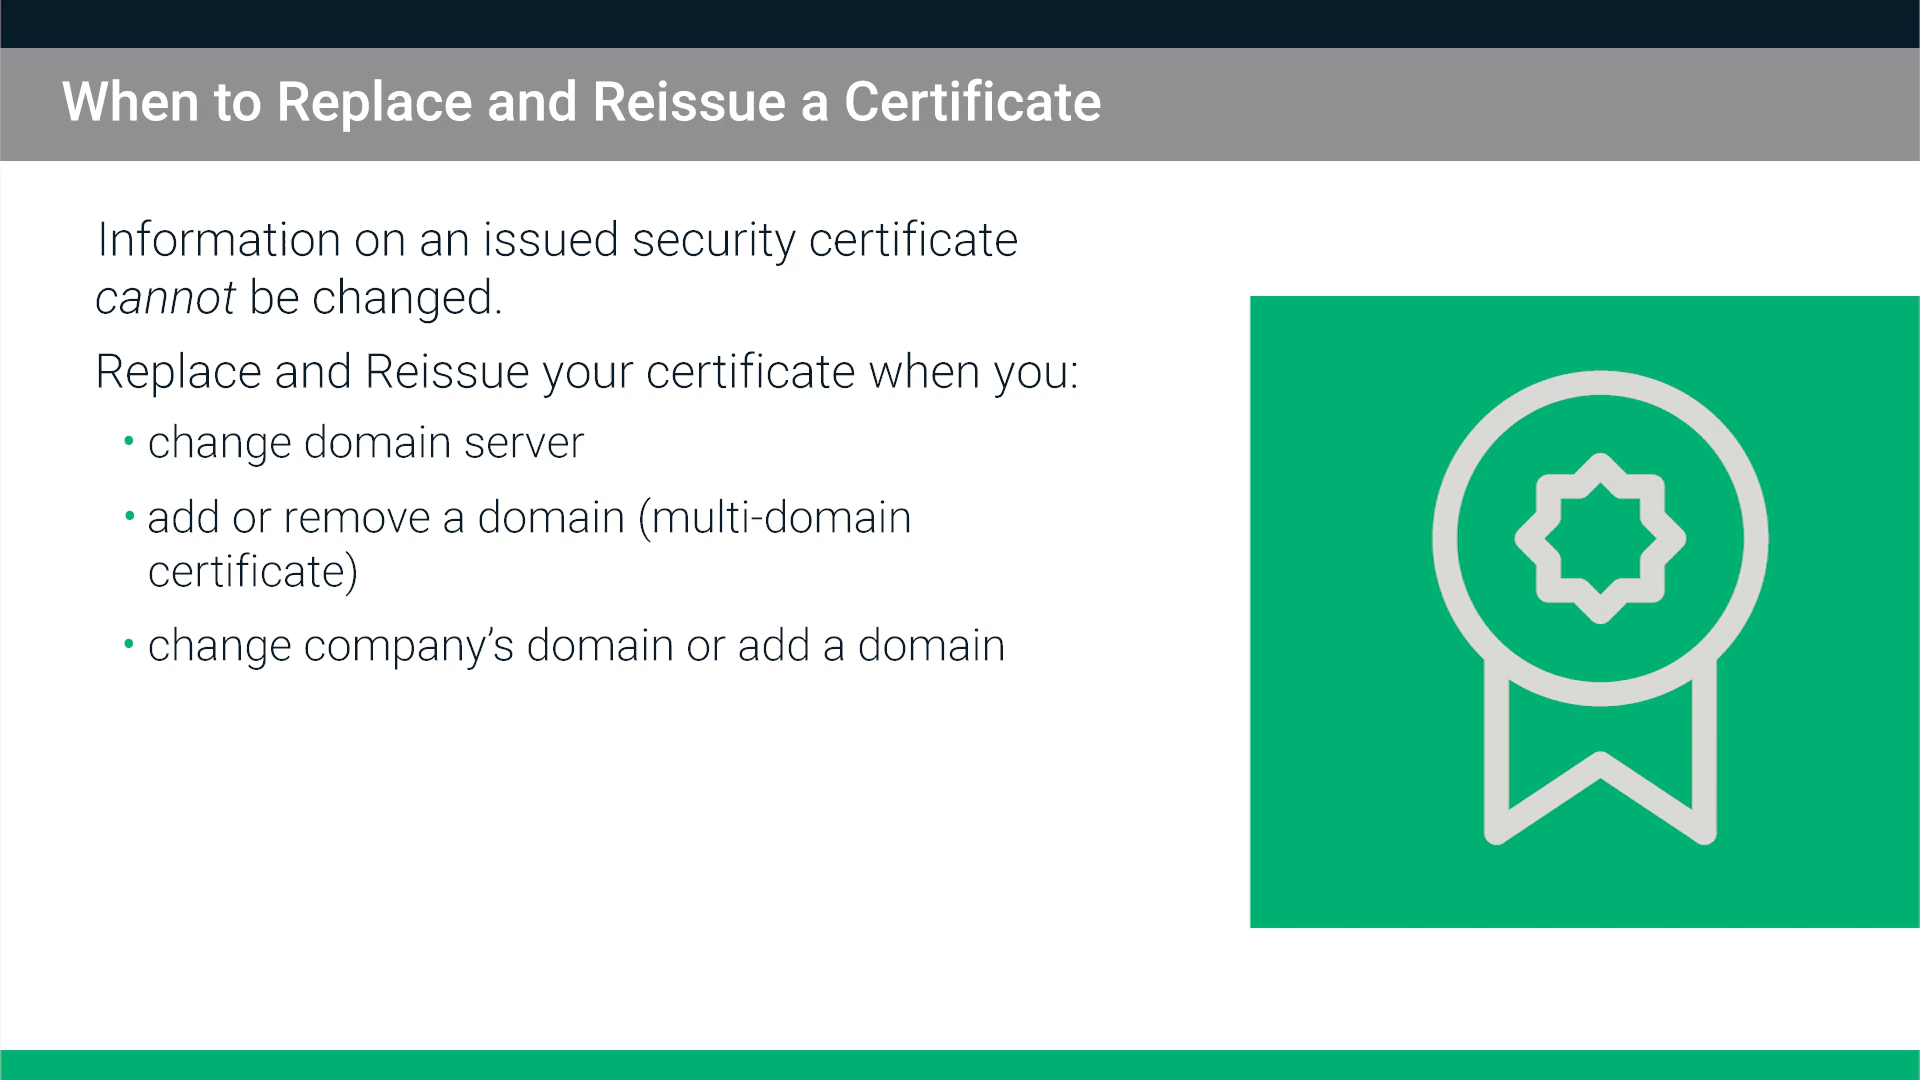 When to Replace and Reissue a Certificate
Information on an issued security certificate
cannot be changed.
Replace and Reissue your certificate when you:
• change domain server
• add or remove a domain (multi-domain
certificate)
• change company’s domain or add a domain